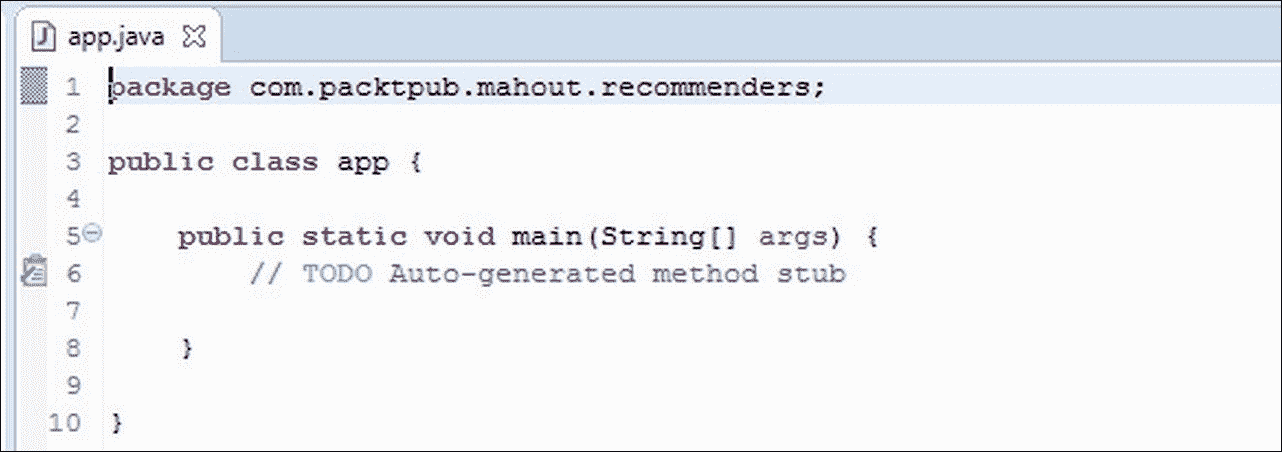 app.java
1 package com.packtpub.mahout.recommenders;
2
3 public class app {
4
5 public static void main(String[] args) {
6 // TODO Auto-generated method stub
7
8 }
9
10 }